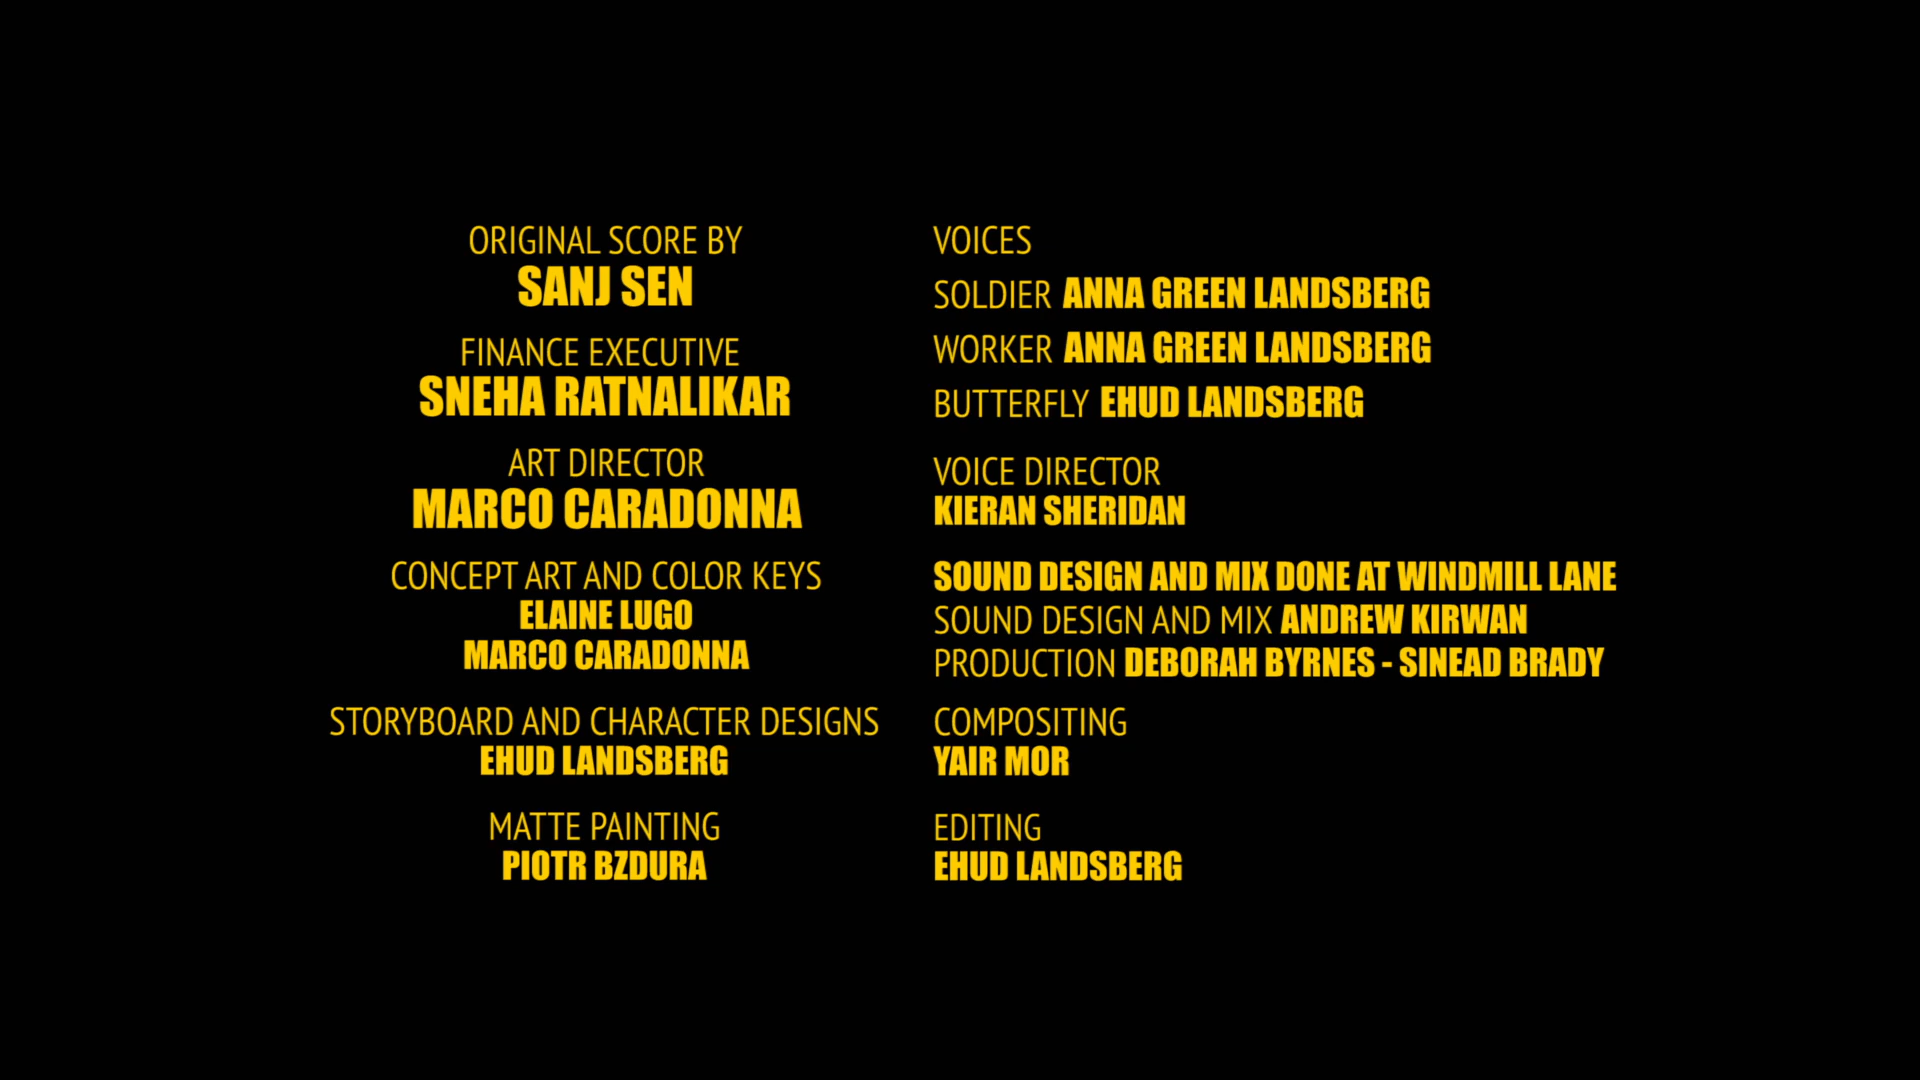 ORIGINAL SCORE BY
SANJ SEN
FINANCE EXECUTIVE
SNEHA RATNALIKAR
ART DIRECTOR
MARCO CARADONNA
CONCEPT ART AND COLOR KEYS
ELAINE LUGO
MARCO CARADONNA
STORYBOARD AND CHARACTER DESIGNS
EHUD LANDSBERG
MATTE PAINTING
PIOTR BZDURA
VOICES
SOLDIER ANNA GREEN LANDSBERG
WORKER ANNA GREEN LANDSBERG
BUTTERFLY EHUD LANDSBERG
VOICE DIRECTOR
KIERAN SHERIDAN
SOUND DESIGN AND MIX DONE AT WINDMILL LANE
SOUND DESIGN AND MIX ANDREW KIRWAN
PRODUCTION DEBORAH BYRNES - SINEAD BRADY
COMPOSITING
YAIR MOR
EDITING
EHUD LANDSBERG